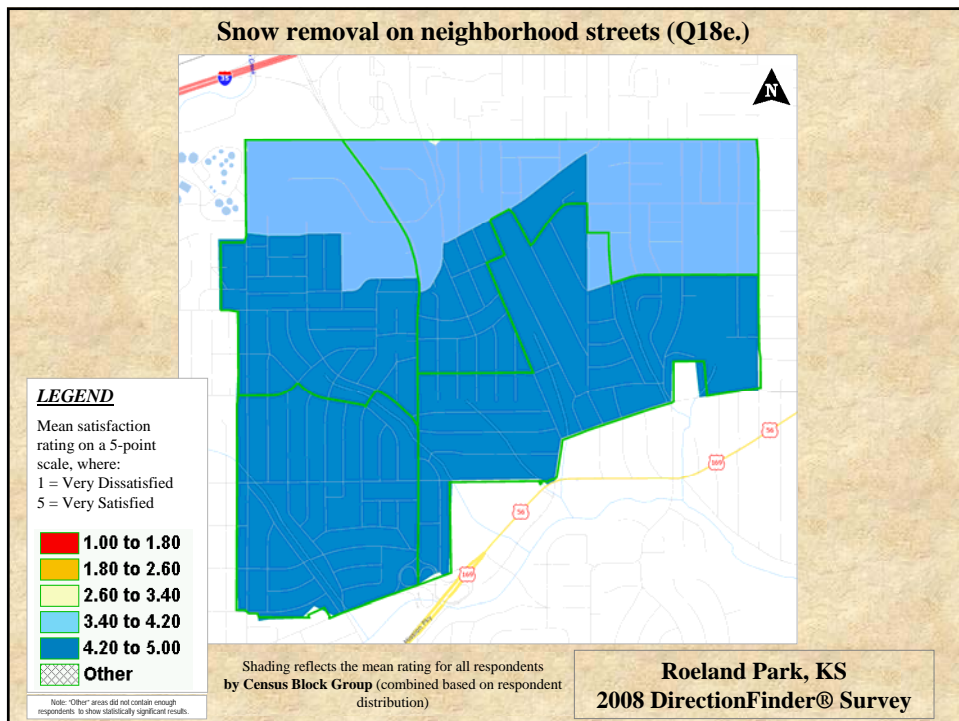 Snow removal on neighborhood streets (Q18e.)
35
Creek
N
LEGEND
Mean satisfaction
rating on a 5-point
scale, where:
1 = Very Dissatisfied
5 = Very Satisfied
1.00 to 1.80
1.80 to 2.60
2.60 to 3.40
3.40 to 4.20
4.20 to 5.00
Other
Note: "Other" areas did not contain enough
respondents to show statistically significant results.
56
169
56
169
Shading reflects the mean rating for all respondents
by Census Block Group (combined based on respondent
distribution)
Roeland Park, KS
2008 DirectionFinder® Survey